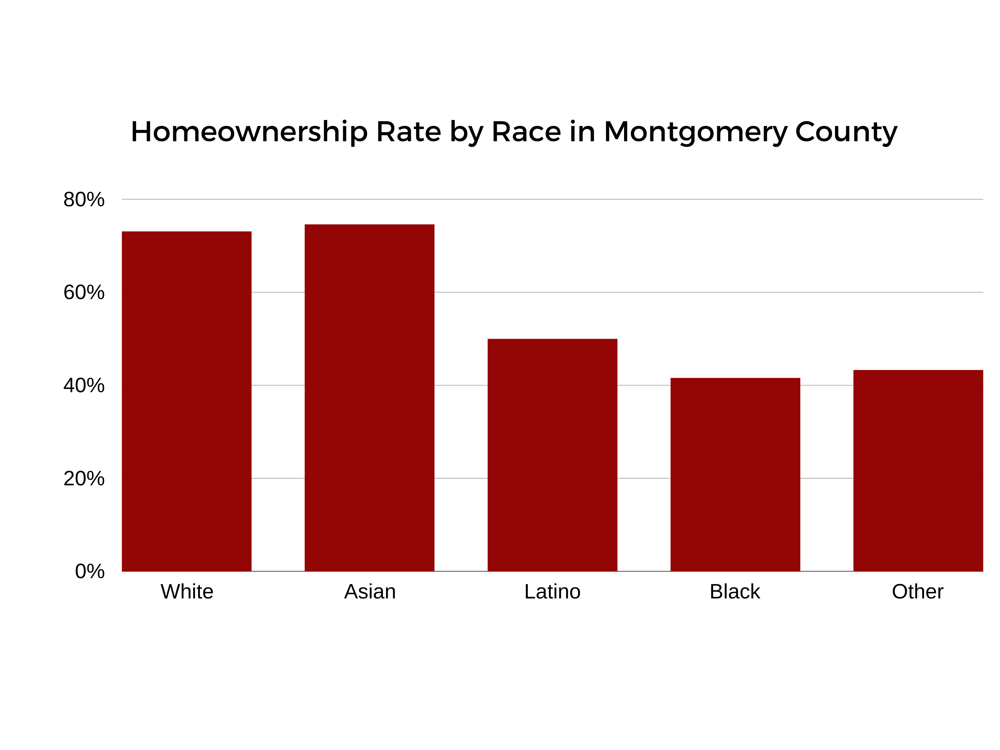 Homeownership Rate by Race in Montgomery County
80%
60%
40%
20%
0%
White Asian Latino Black Other